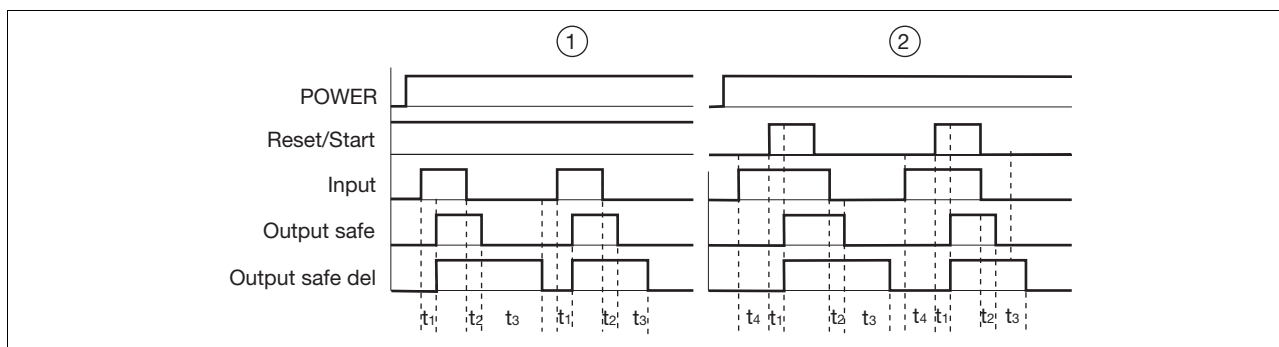 ① ②
POWER
Reset/Start
Input
Output safe
Output safe del
t1 t2 t3 t1 t2 t3 t4 t1 t2 t3 t4 t1 t2 t3